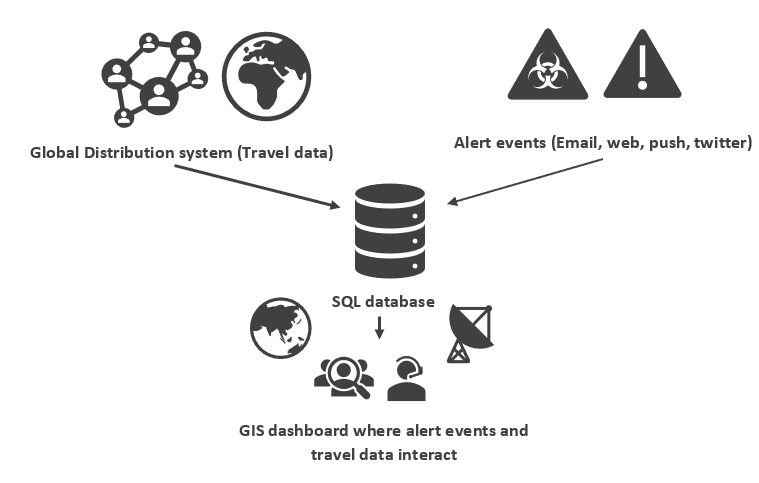 Global Distribution system (Travel data)
Alert events (Email, web, push, twitter)
SQL database
GIS dashboard where alert events and
travel data interact